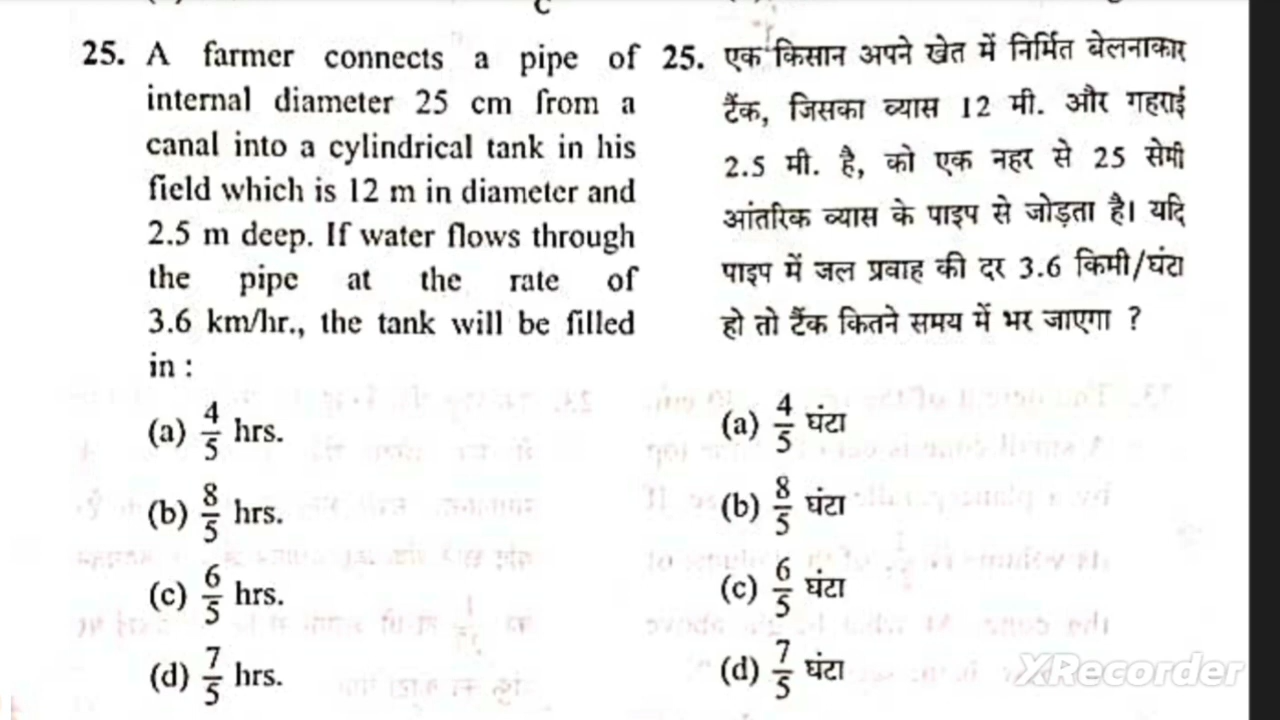 25. A farmer connects a pipe of
internal diameter 25 cm from a
canal into a cylindrical tank in his
field which is 12 m in diameter and
2.5 m deep. If water flows through
the pipe at the rate of
3.6 km/hr., the tank will be filled
in :
(a) 4/5 hrs.
(b) 8/5 hrs.
(c) 6/5 hrs.
(d) 7/5 hrs.
25. एक किसान अपने खेत में निर्मित बेलनाकार
टैंक, जिसका व्यास 12 मी. और गहराई
2.5 मी. है, को एक नहर से 25 सेमी
आंतरिक व्यास के पाइप से जोड़ता है। यदि
पाइप में जल प्रवाह की दर 3.6 किमी/घंटा
हो तो टैंक कितने समय में भर जाएगा ?
(a) 4/5 घंटा
(b) 8/5 घंटा
(c) 6/5 घंटा
(d) 7/5 घंटा
XRecorder